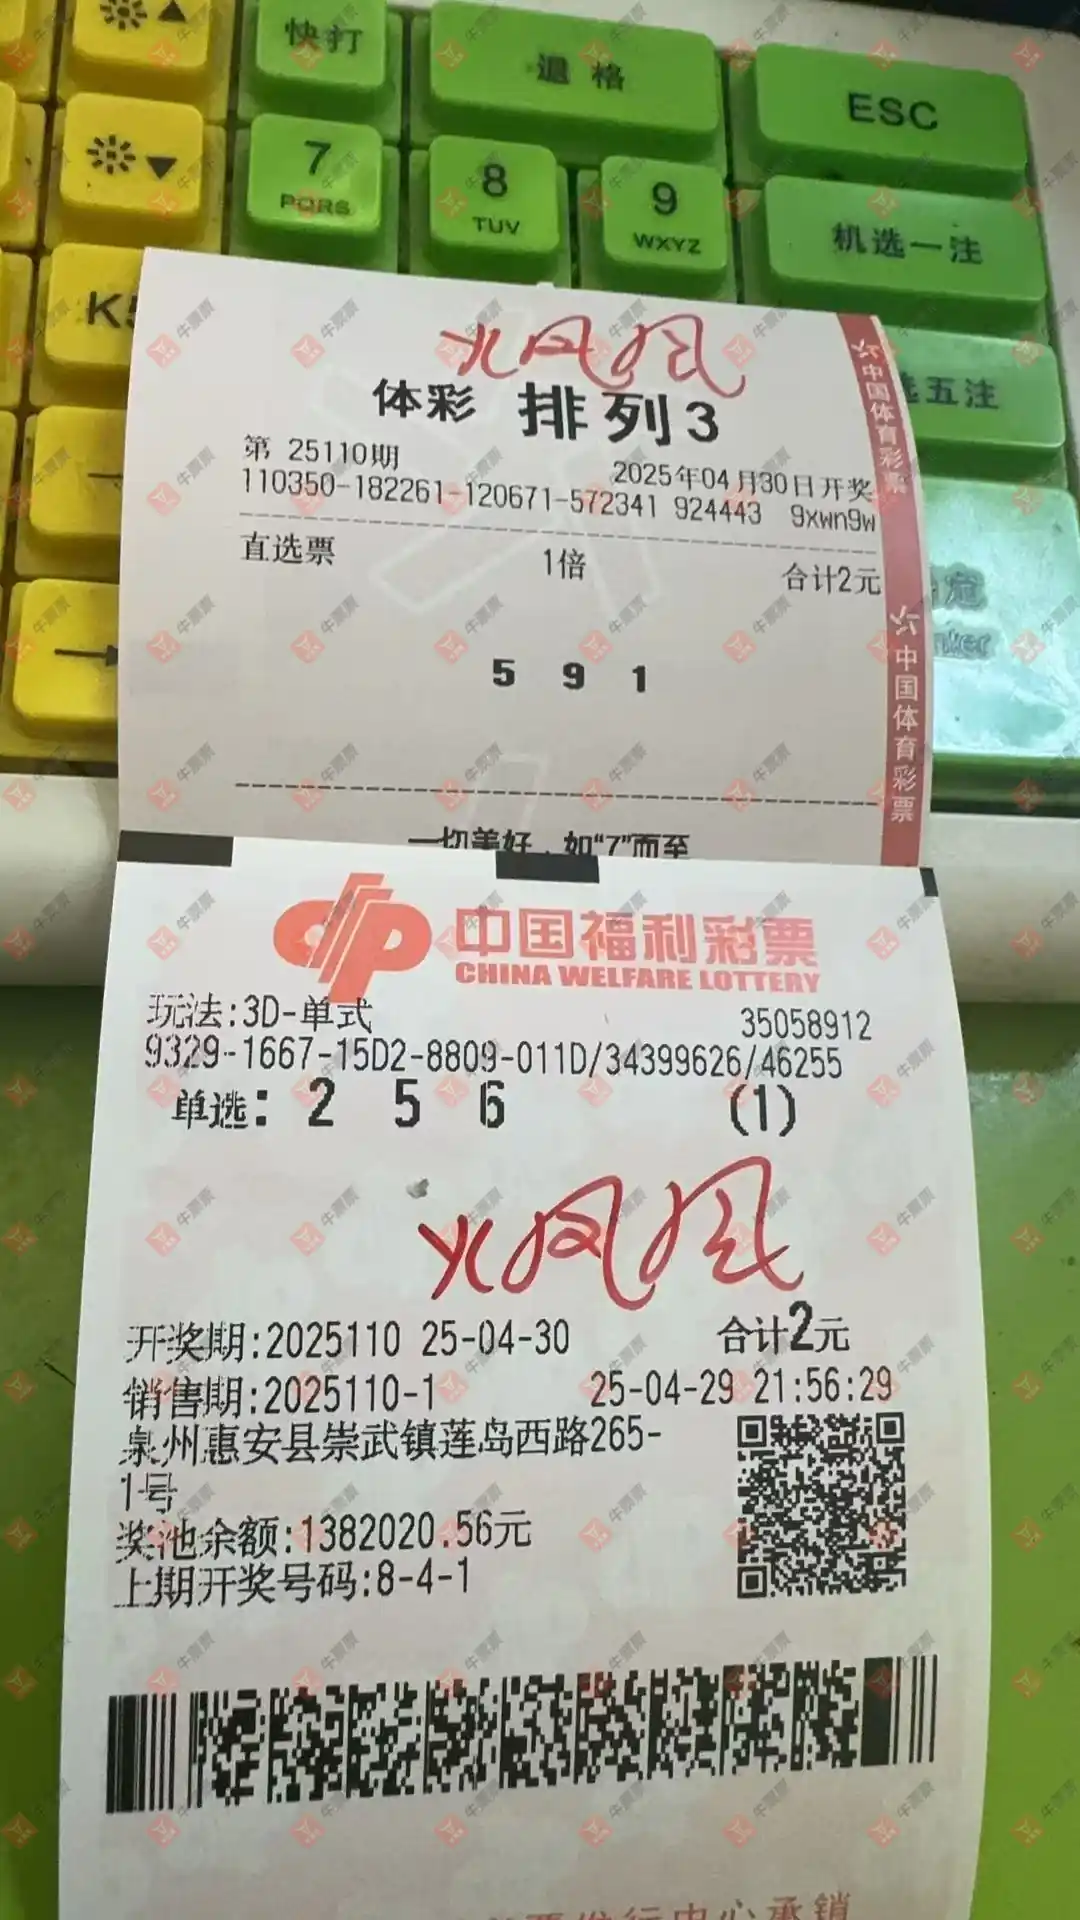 快打
退格
ESC
7
PQRS
8
TUV
9
WXYZ
机选一注
选五注
火凤凰
体彩 排列3
第 25110期
2025年04月30日开奖
110350-182261-120671-572341 924443 9xwn9w
直选票 1倍 合计2元
5 9 1
一切美好，如“7”而至
中国体育彩票
中国体育彩票
中国福利彩票
CHINA WELFARE LOTTERY
玩法:3D-单式 35058912
9329-1667-15D2-8809-011D/34399626/46255
单选: 2 5 6 (1)
火凤凰
开奖期:2025110 25-04-30 合计2元
销售期:2025110-1 25-04-29 21:56:29
泉州惠安县崇武镇莲岛西路265-
1号
奖池余额:1382020.56元
上期开奖号码:8-4-1
牛票票